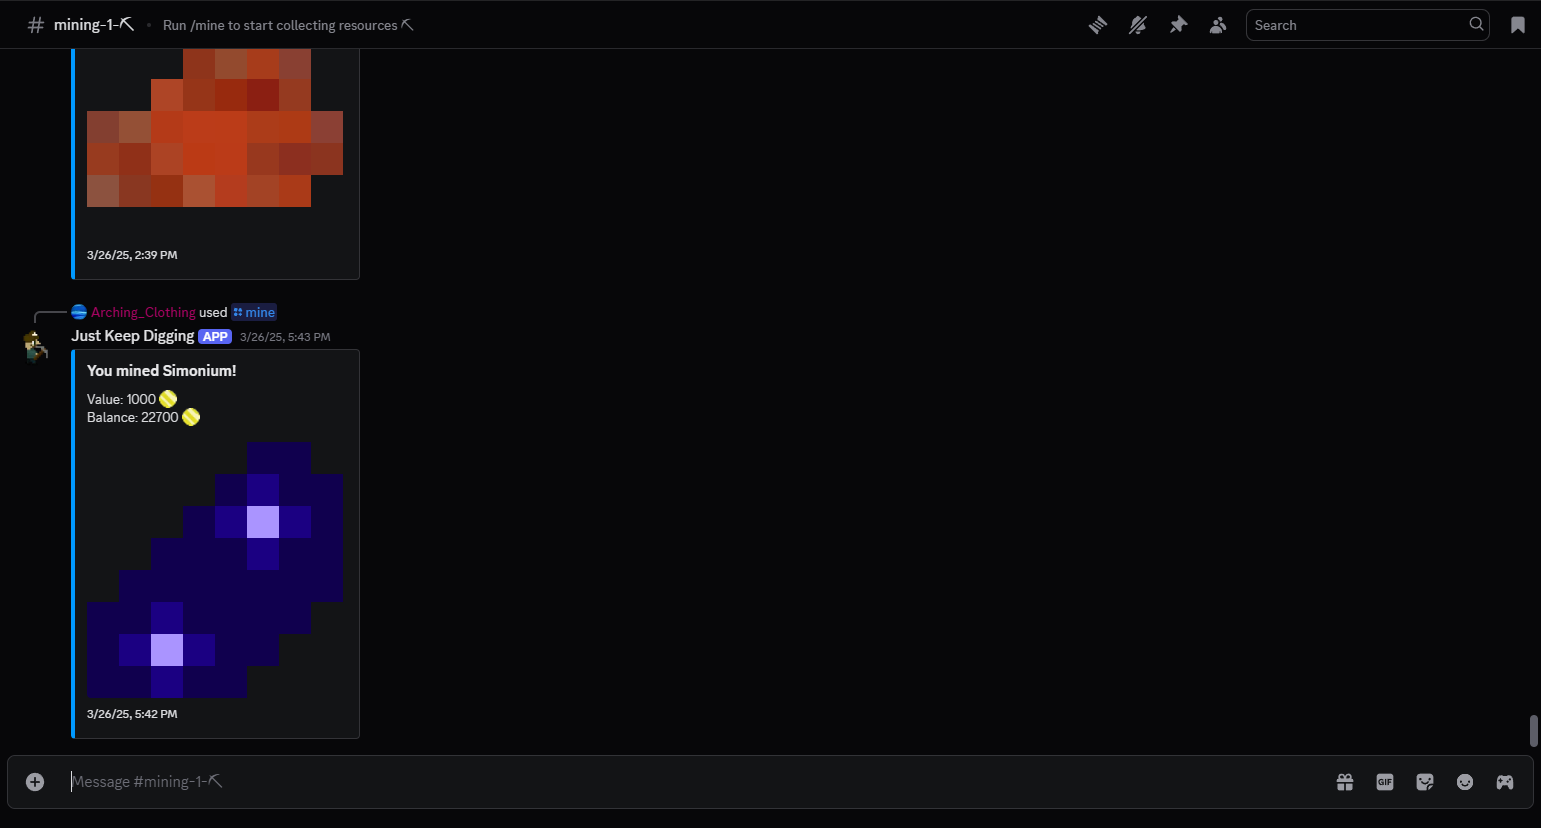 # mining-1-⛏ • Run /mine to start collecting resources ⛏
Search
3/26/25, 2:39 PM
Arching_Clothing used mine
Just Keep Digging APP 3/26/25, 5:43 PM
You mined Simonium!
Value: 1000
Balance: 22700
3/26/25, 5:42 PM
Message #mining-1-⛏
GIF